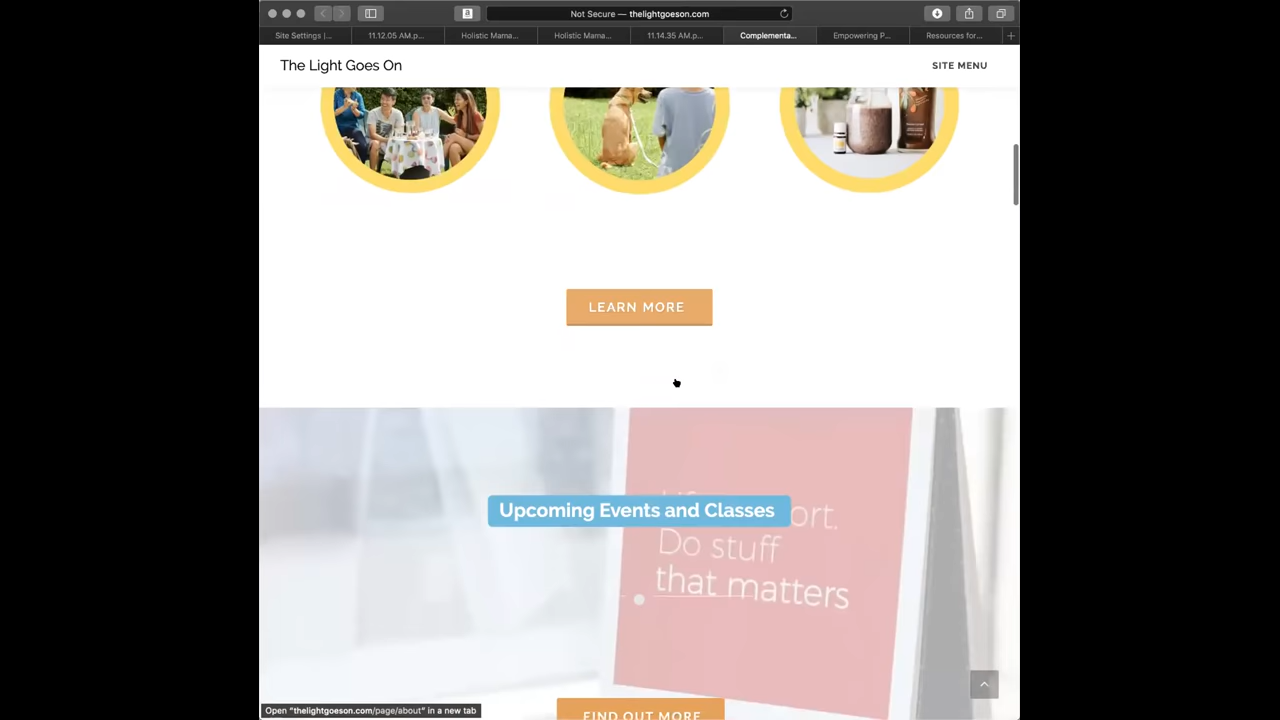 Not Secure — thelightgoeson.com
Site Settings |... 11.12.05 AM.p... Holistic Mama... Holistic Mama... 11.14.35 AM.p... Complementa... Empowering P... Resources for...
The Light Goes On
SITE MENU
LEARN MORE
Upcoming Events and Classes
ort.
Do stuff
that matters
FIND OUT MORE
Open "thelightgoeson.com/page/about" in a new tab